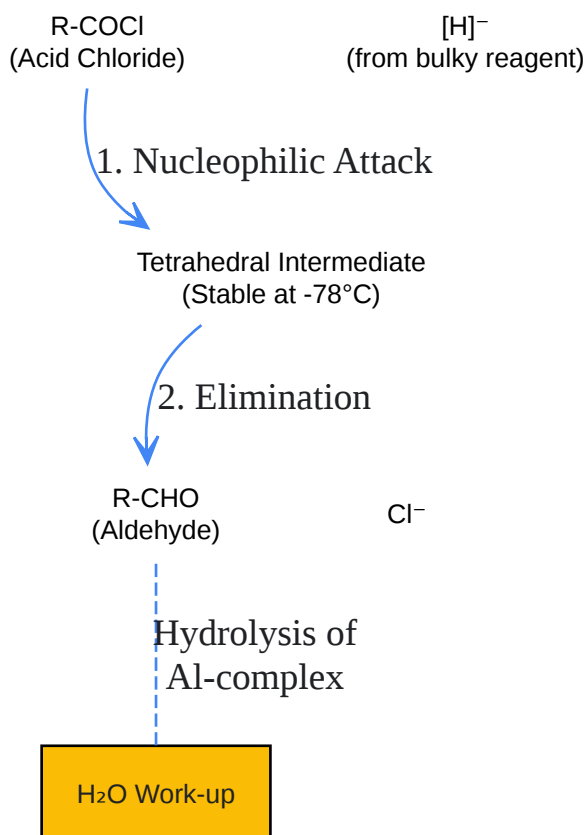 R-COCl
(Acid Chloride)
[H]⁻
(from bulky reagent)
1. Nucleophilic Attack
Tetrahedral Intermediate
(Stable at -78°C)
2. Elimination
R-CHO
(Aldehyde)
Cl⁻
Hydrolysis of
Al-complex
H₂O Work-up